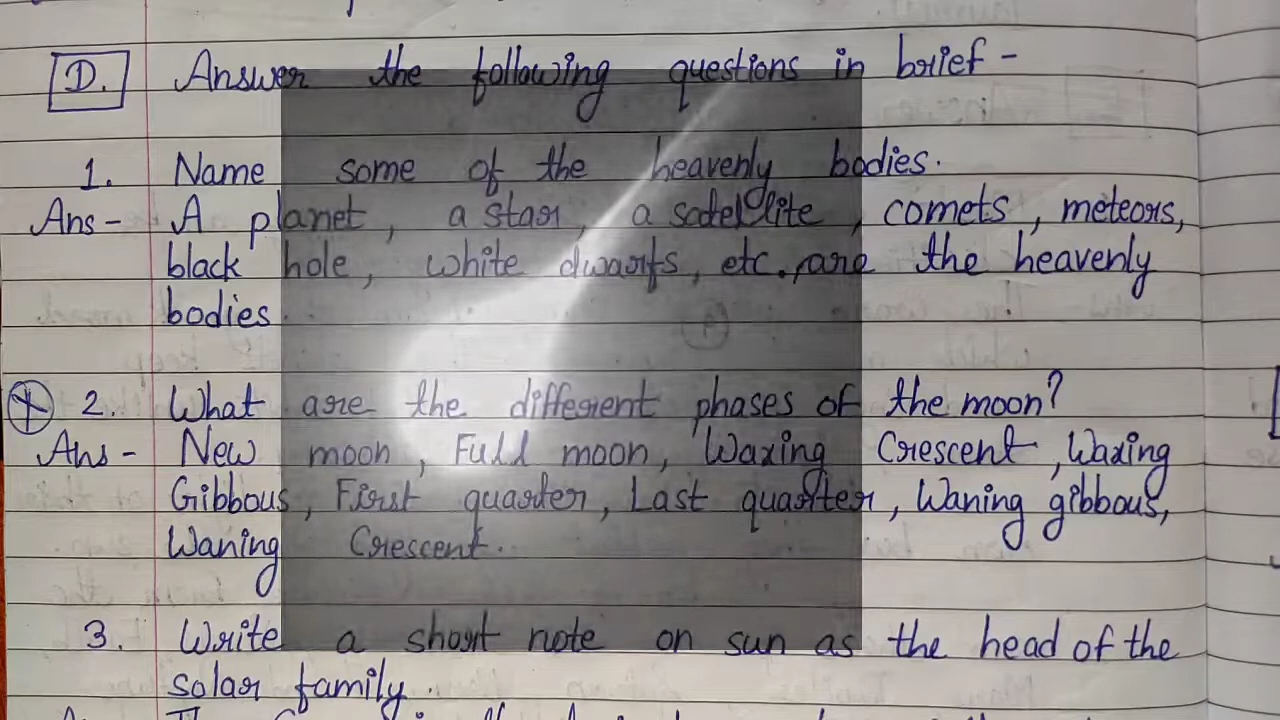 D. Answer the following questions in brief -
1. Name some of the heavenly bodies.
Ans - A planet, a star, a satellite, comets, meteors,
black hole, white dwarfs, etc. are the heavenly
bodies.
2. What are the different phases of the moon?
Ans - New moon, Full moon, Waxing Crescent, Waxing
Gibbous, First quarter, Last quarter, Waning gibbous,
Waning Crescent.
3. Write a short note on sun as the head of the
solar family.